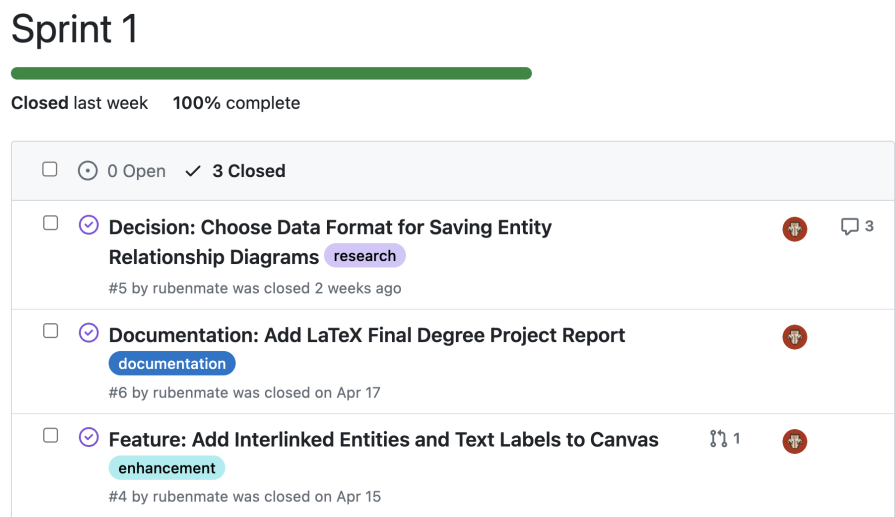 Sprint 1
Closed last week 100% complete
0 Open 3 Closed
Decision: Choose Data Format for Saving Entity
Relationship Diagrams research
3
#5 by rubenmate was closed 2 weeks ago
Documentation: Add LaTeX Final Degree Project Report
documentation
#6 by rubenmate was closed on Apr 17
Feature: Add Interlinked Entities and Text Labels to Canvas
1
enhancement
#4 by rubenmate was closed on Apr 15